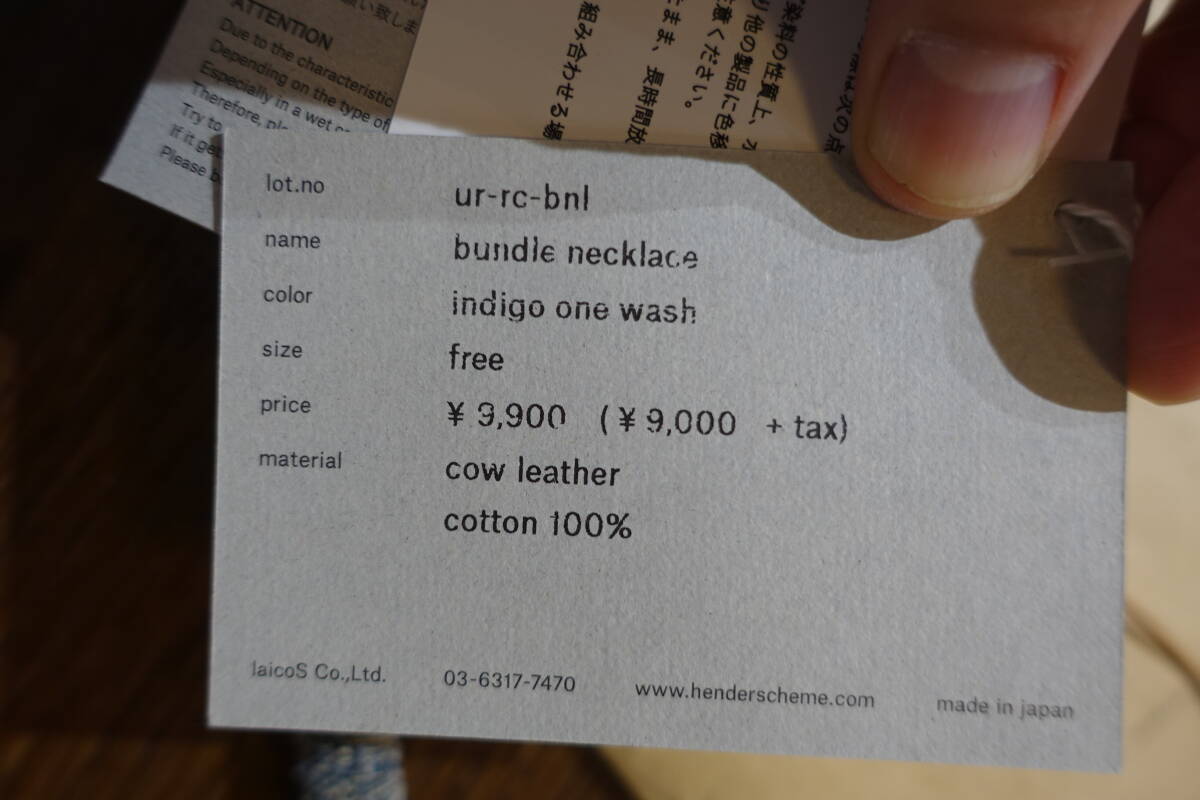 ATTENTION
Due to the characteristic
Depending on the type of
Especially in a wet
Therefore,
Try to
If it
Please
染料の性質上、
り他の製品に色移
意ください。
まま、長時間放
組み合わせる場
lot.no ur-rc-bnl
name bundle necklace
color indigo one wash
size free
price ¥ 9,900 (¥ 9,000 + tax)
material cow leather
cotton 100%
laicoS Co.,Ltd. 03-6317-7470 www.henderscheme.com made in japan